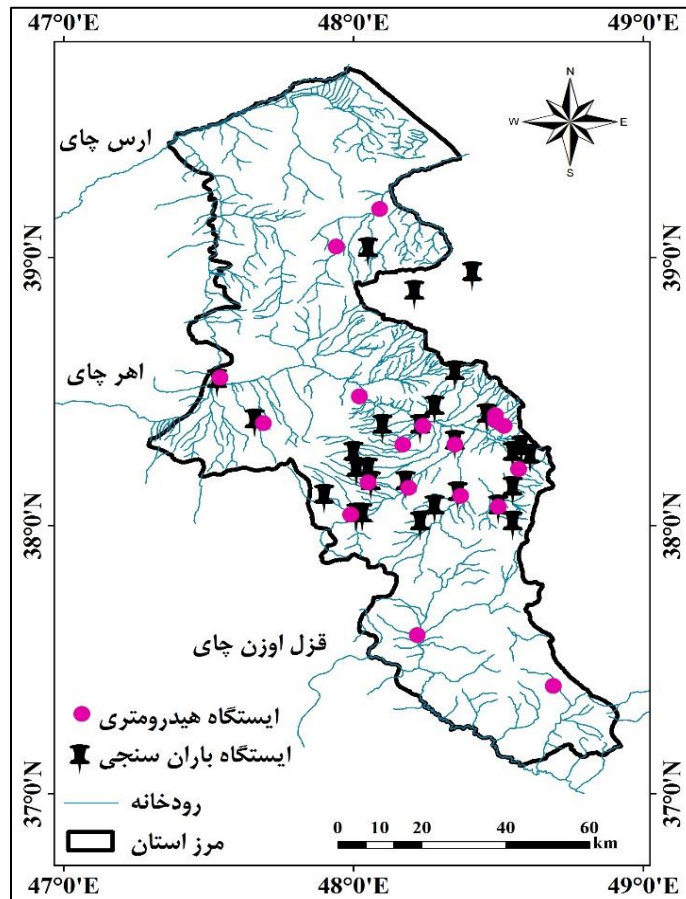 47°0'E 48°0'E 49°0'E
N
W E
S
ارس چای
39°0'N 39°0'N
اهر چای
38°0'N 38°0'N
قزل اوزن چای
ایستگاه هیدرومتری
ایستگاه باران سنجی
رودخانه
مرز استان
37°0'N 37°0'N
0 10 20 40 60
km
47°0'E 48°0'E 49°0'E